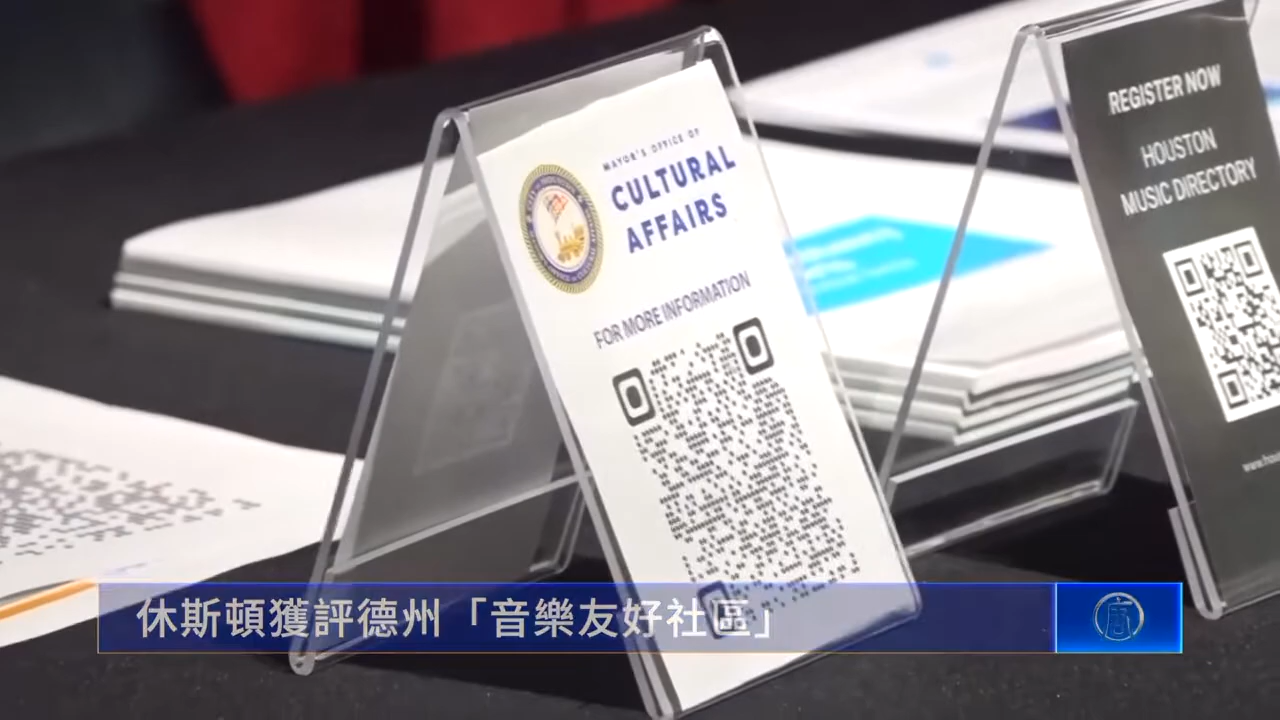 MAYOR'S OFFICE OF
CULTURAL
AFFAIRS
FOR MORE INFORMATION
REGISTER NOW
HOUSTON
MUSIC DIRECTORY
休斯頓獲評德州「音樂友好社區」